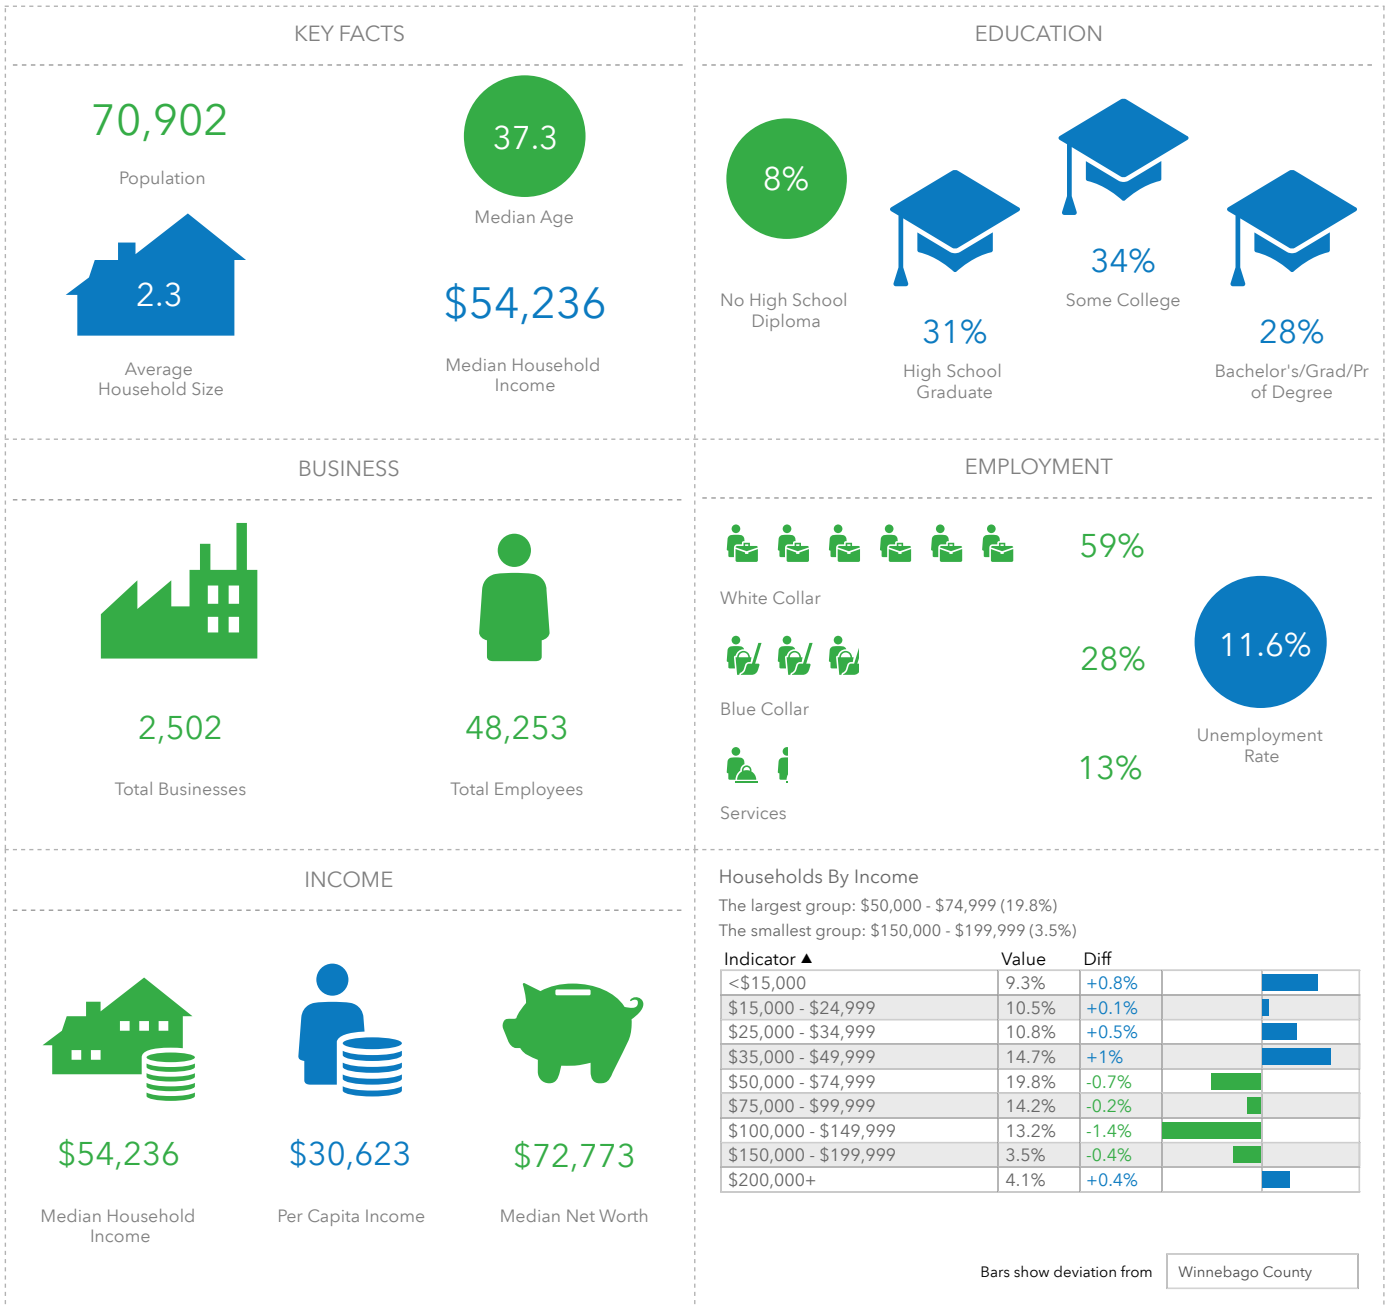 KEY FACTS
70,902
Population
37.3
Median Age
2.3
Average
Household Size
$54,236
Median Household
Income
EDUCATION
8%
No High School
Diploma
31%
High School
Graduate
34%
Some College
28%
Bachelor's/Grad/Pr
of Degree
BUSINESS
2,502
Total Businesses
48,253
Total Employees
EMPLOYMENT
59%
White Collar
28%
Blue Collar
13%
Services
11.6%
Unemployment
Rate
INCOME
$54,236
Median Household
Income
$30,623
Per Capita Income
$72,773
Median Net Worth
Households By Income
The largest group: $50,000 - $74,999 (19.8%)
The smallest group: $150,000 - $199,999 (3.5%)
Indicator ▲ Value Diff
<$15,000 9.3% +0.8%
$15,000 - $24,999 10.5% +0.1%
$25,000 - $34,999 10.8% +0.5%
$35,000 - $49,999 14.7% +1%
$50,000 - $74,999 19.8% -0.7%
$75,000 - $99,999 14.2% -0.2%
$100,000 - $149,999 13.2% -1.4%
$150,000 - $199,999 3.5% -0.4%
$200,000+ 4.1% +0.4%
Bars show deviation from Winnebago County